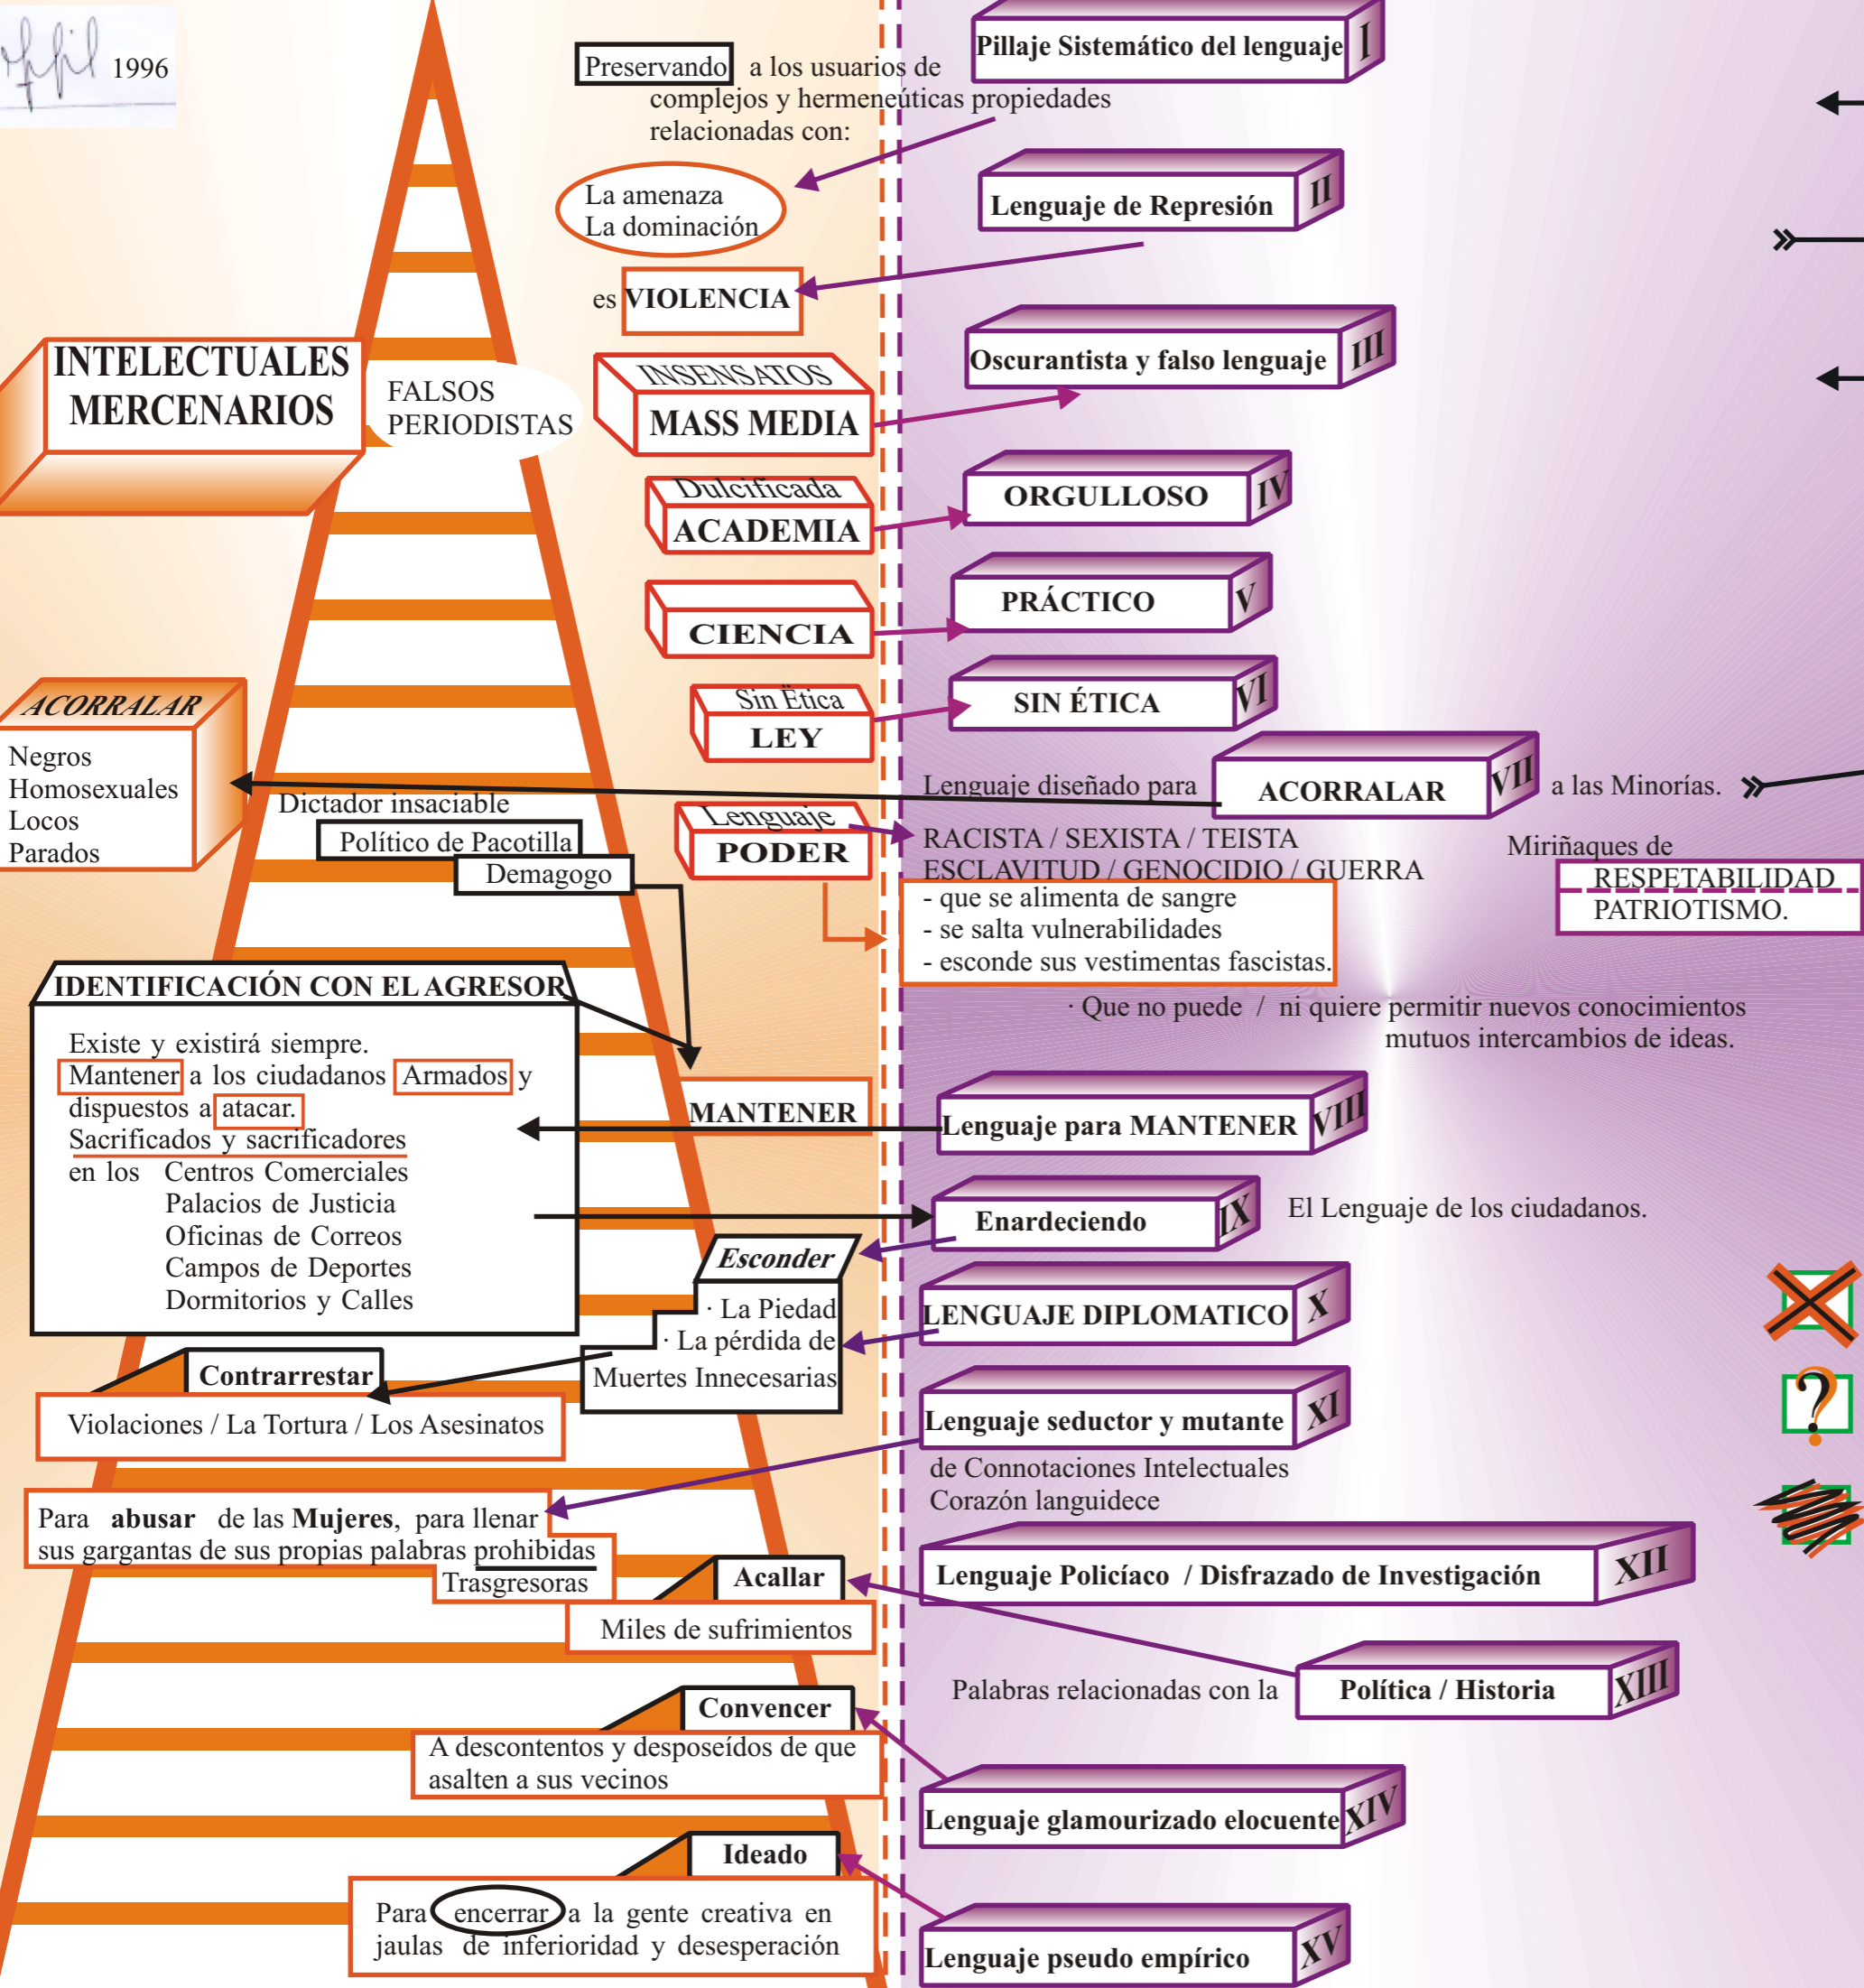 1996
Preservando a los usuarios de
complejos y hermeneúticas propiedades
relacionadas con:
La amenaza
La dominación
es VIOLENCIA
INTELECTUALES
MERCENARIOS
FALSOS
PERIODISTAS
INSENSATOS
MASS MEDIA
Dulcificada
ACADEMIA
CIENCIA
Sin Ëtica
LEY
Lenguaje
PODER
ACORRALAR
Negros
Homosexuales
Locos
Parados
Dictador insaciable
Político de Pacotilla
Demagogo
IDENTIFICACIÓN CON EL AGRESOR
Existe y existirá siempre.
Mantener a los ciudadanos Armados y
dispuestos a atacar.
Sacrificados y sacrificadores
en los Centros Comerciales
Palacios de Justicia
Oficinas de Correos
Campos de Deportes
Dormitorios y Calles
MANTENER
Esconder
· La Piedad
· La pérdida de
Muertes Innecesarias
Contrarrestar
Violaciones / La Tortura / Los Asesinatos
Para abusar de las Mujeres, para llenar
sus gargantas de sus propias palabras prohibidas
Trasgresoras
Acallar
Miles de sufrimientos
Convencer
A descontentos y desposeídos de que
asalten a sus vecinos
Ideado
Para encerrar a la gente creativa en
jaulas de inferioridad y desesperación
Pillaje Sistemático del lenguaje I
Lenguaje de Represión II
Oscurantista y falso lenguaje III
ORGULLOSO IV
PRÁCTICO V
SIN ÉTICA VI
Lenguaje diseñado para ACORRALAR VII a las Minorías.
RACISTA / SEXISTA / TEISTA
ESCLAVITUD / GENOCIDIO / GUERRA
- que se alimenta de sangre
- se salta vulnerabilidades
- esconde sus vestimentas fascistas.
Miriñaques de
RESPETABILIDAD
PATRIOTISMO.
· Que no puede / ni quiere permitir nuevos conocimientos
mutuos intercambios de ideas.
Lenguaje para MANTENER VIII
Enardeciendo IX El Lenguaje de los ciudadanos.
LENGUAJE DIPLOMATICO X
Lenguaje seductor y mutante XI
de Connotaciones Intelectuales
Corazón languidece
Lenguaje Policíaco / Disfrazado de Investigación XII
Palabras relacionadas con la Política / Historia XIII
Lenguaje glamourizado elocuente XIV
Lenguaje pseudo empírico XV
?